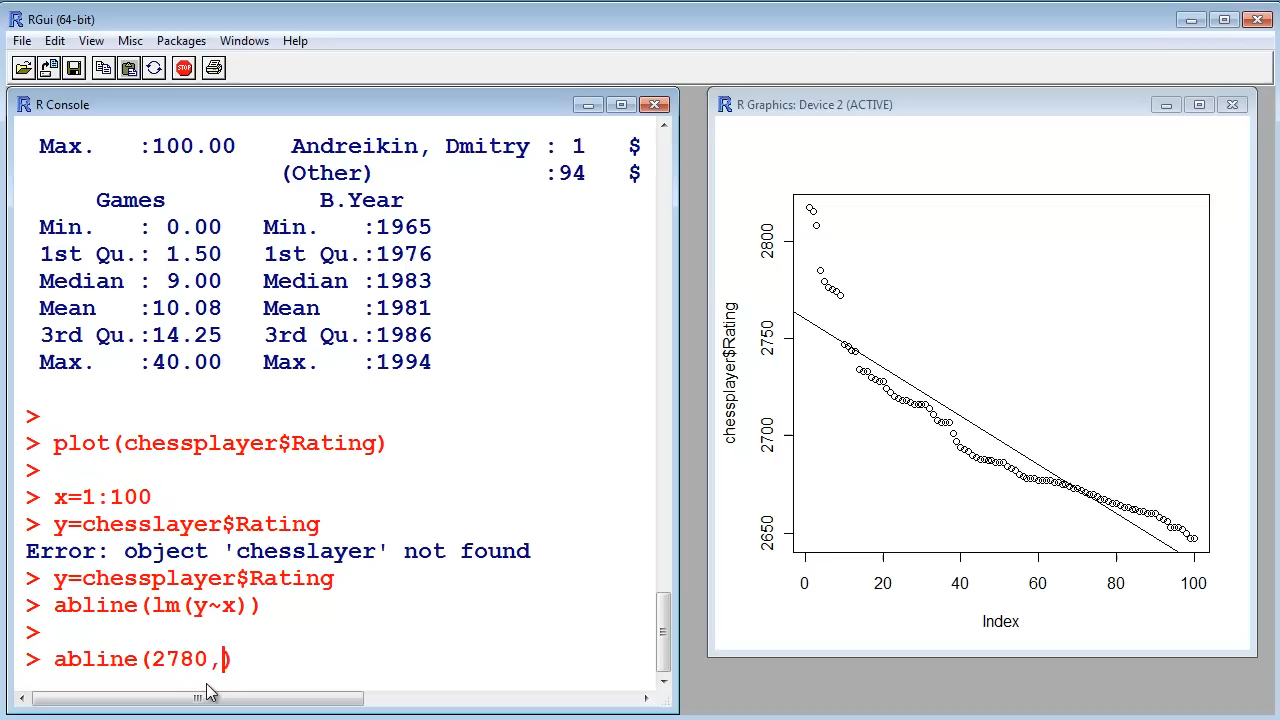 RGui (64-bit)
File Edit View Misc Packages Windows Help
STOP
R Console
Max.   :100.00    Andreikin, Dmitry : 1   $
(Other)           :94   $
Games           B.Year
Min.   : 0.00   Min.   :1965
1st Qu.: 1.50   1st Qu.:1976
Median : 9.00   Median :1983
Mean   :10.08   Mean   :1981
3rd Qu.:14.25   3rd Qu.:1986
Max.   :40.00   Max.   :1994
>
> plot(chessplayer$Rating)
>
> x=1:100
> y=chesslayer$Rating
Error: object 'chesslayer' not found
> y=chessplayer$Rating
> abline(lm(y~x))
>
> abline(2780,)
R Graphics: Device 2 (ACTIVE)
chessplayer$Rating
2800
2750
2700
2650
0 20 40 60 80 100
Index